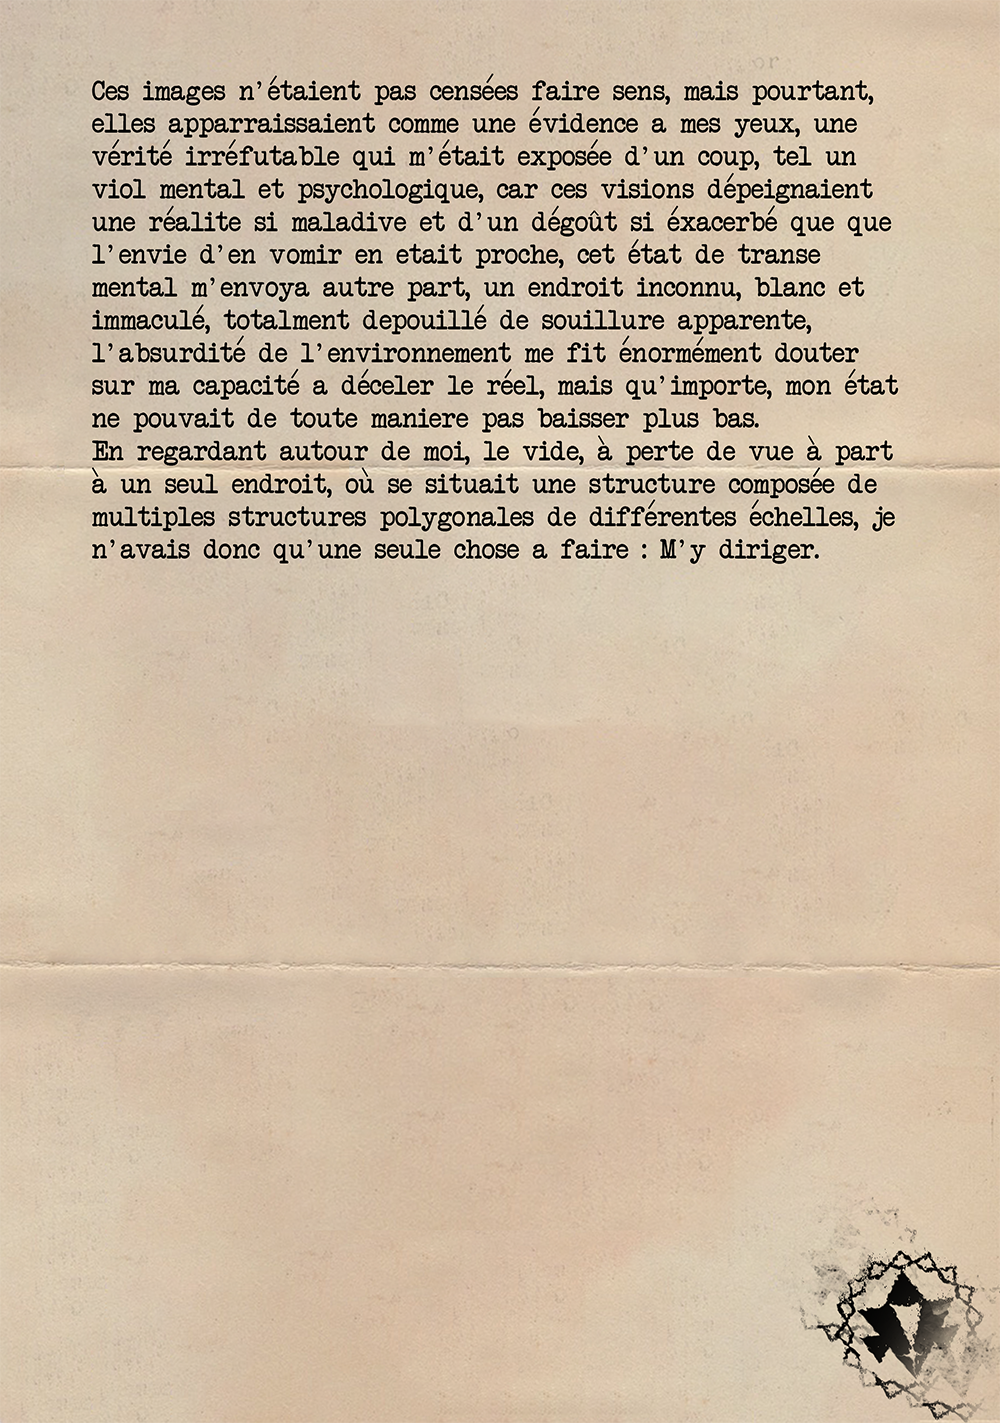 Ces images n'étaient pas censées faire sens, mais pourtant,
elles apparraissaient comme une évidence a mes yeux, une
vérité irréfutable qui m'était exposée d'un coup, tel un
viol mental et psychologique, car ces visions dépeignaient
une réalite si maladive et d'un dégoût si éxacerbé que que
l'envie d'en vomir en etait proche, cet état de transe
mental m'envoya autre part, un endroit inconnu, blanc et
immaculé, totalment depouillé de souillure apparente,
l'absurdité de l'environnement me fit énormément douter
sur ma capacité a déceler le réel, mais qu'importe, mon état
ne pouvait de toute maniere pas baisser plus bas.
En regardant autour de moi, le vide, à perte de vue à part
à un seul endroit, où se situait une structure composée de
multiples structures polygonales de différentes échelles, je
n'avais donc qu'une seule chose a faire : M'y diriger.